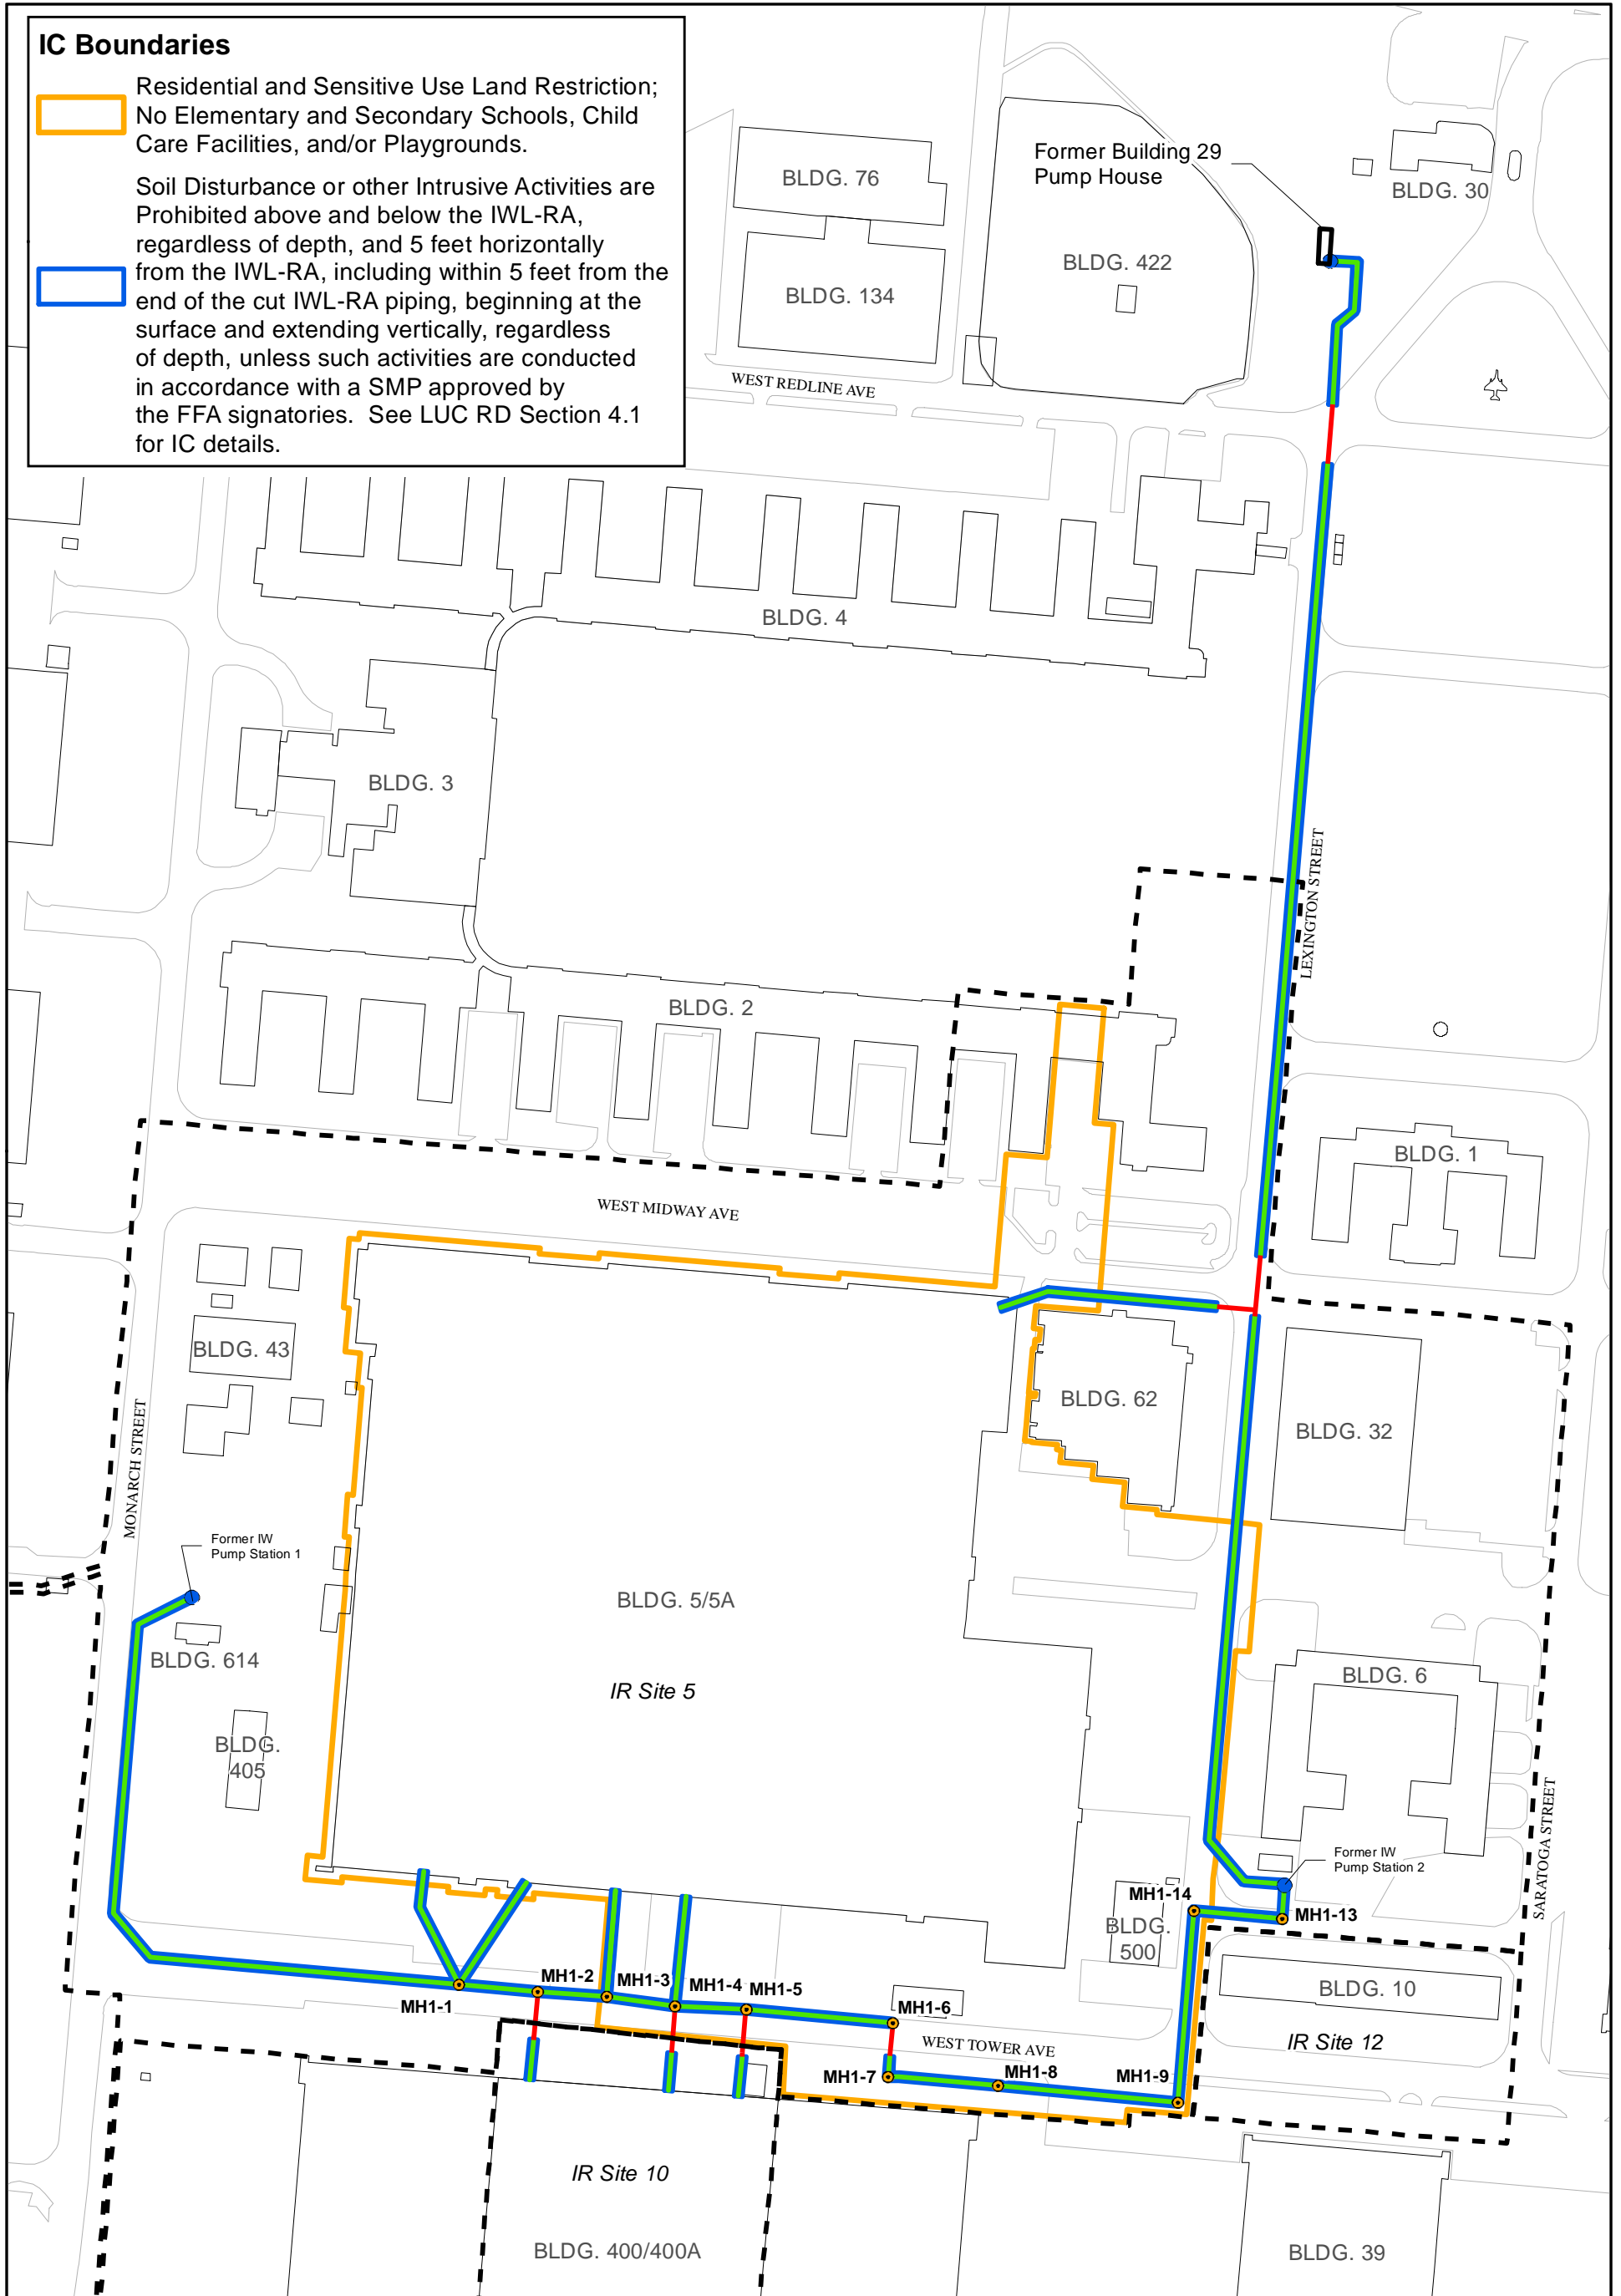 IC Boundaries
Residential and Sensitive Use Land Restriction;
No Elementary and Secondary Schools, Child
Care Facilities, and/or Playgrounds.
Soil Disturbance or other Intrusive Activities are
Prohibited above and below the IWL-RA,
regardless of depth, and 5 feet horizontally
from the IWL-RA, including within 5 feet from the
end of the cut IWL-RA piping, beginning at the
surface and extending vertically, regardless
of depth, unless such activities are conducted
in accordance with a SMP approved by
the FFA signatories.  See LUC RD Section 4.1
for IC details.
Former Building 29
Pump House
BLDG. 76
BLDG. 30
BLDG. 422
BLDG. 134
WEST REDLINE AVE
BLDG. 4
BLDG. 3
LEXINGTON STREET
BLDG. 2
BLDG. 1
WEST MIDWAY AVE
BLDG. 43
BLDG. 62
BLDG. 32
MONARCH STREET
Former IW
Pump Station 1
BLDG. 5/5A
BLDG. 614
IR Site 5
BLDG. 6
BLDG.
405
SARATOGA STREET
Former IW
Pump Station 2
MH1-14
MH1-13
BLDG.
500
MH1-1
MH1-2
MH1-3
MH1-4
MH1-5
MH1-6
BLDG. 10
WEST TOWER AVE
IR Site 12
MH1-7
MH1-8
MH1-9
IR Site 10
BLDG. 400/400A
BLDG. 39